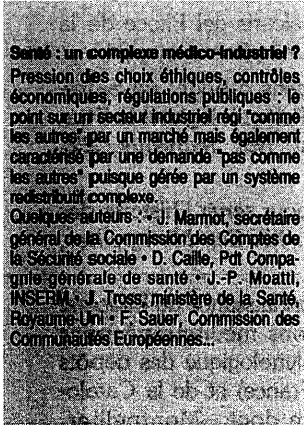 Santé : un complexe médico-industriel ?
Pression des choix éthiques, contrôles
économiques, régulations publiques : le
point sur un secteur industriel régi "comme
les autres" par un marché mais également
caractérisé par une demande "pas comme
les autres" puisque gérée par un système
redistributif complexe.
Quelques auteurs : • J. Marmot, secrétaire
général de la Commission des Comptes de
la Sécurité sociale • D. Caille, Pdt Compa-
gnie générale de santé • J.-P. Moatti,
INSERM • J. Tross, ministère de la Santé,
Royaume-Uni • F. Sauer, Commission des
Communautés Européennes...